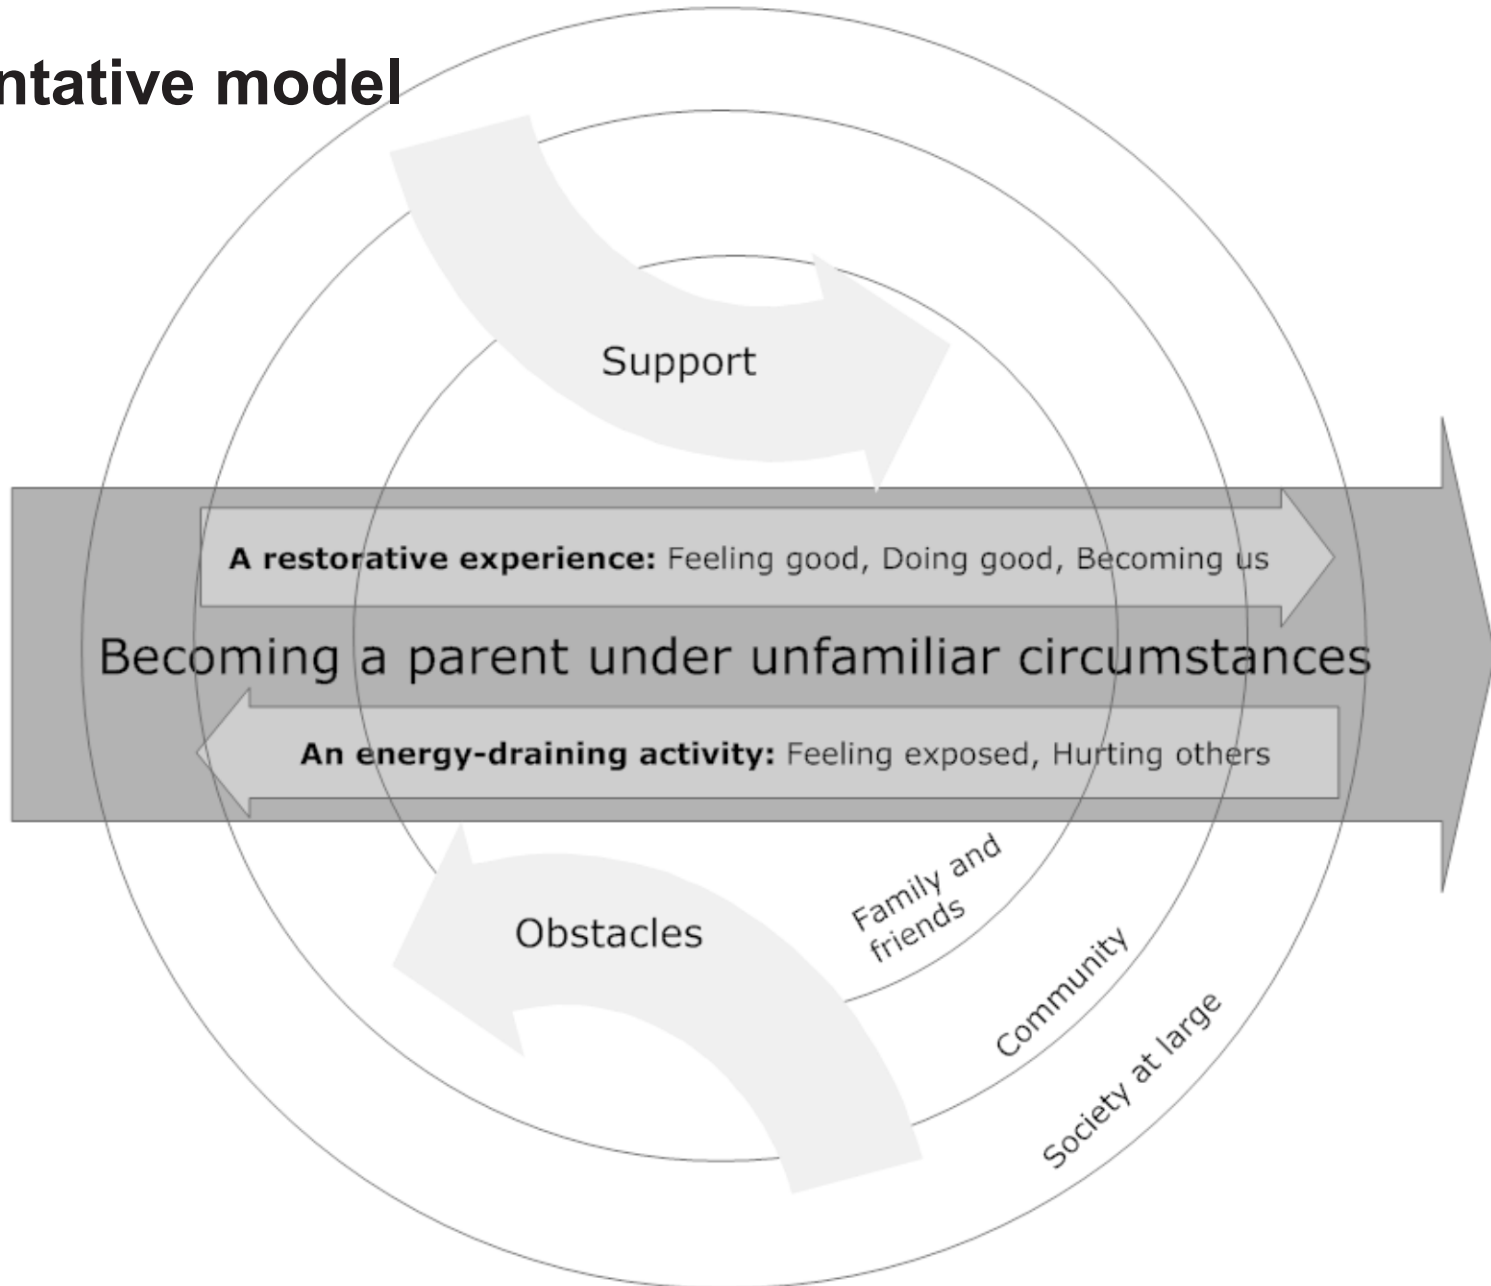 ntative model
Support
A restorative experience: Feeling good, Doing good, Becoming us
Becoming a parent under unfamiliar circumstances
An energy-draining activity: Feeling exposed, Hurting others
Obstacles
Family and
friends
Community
Society at large